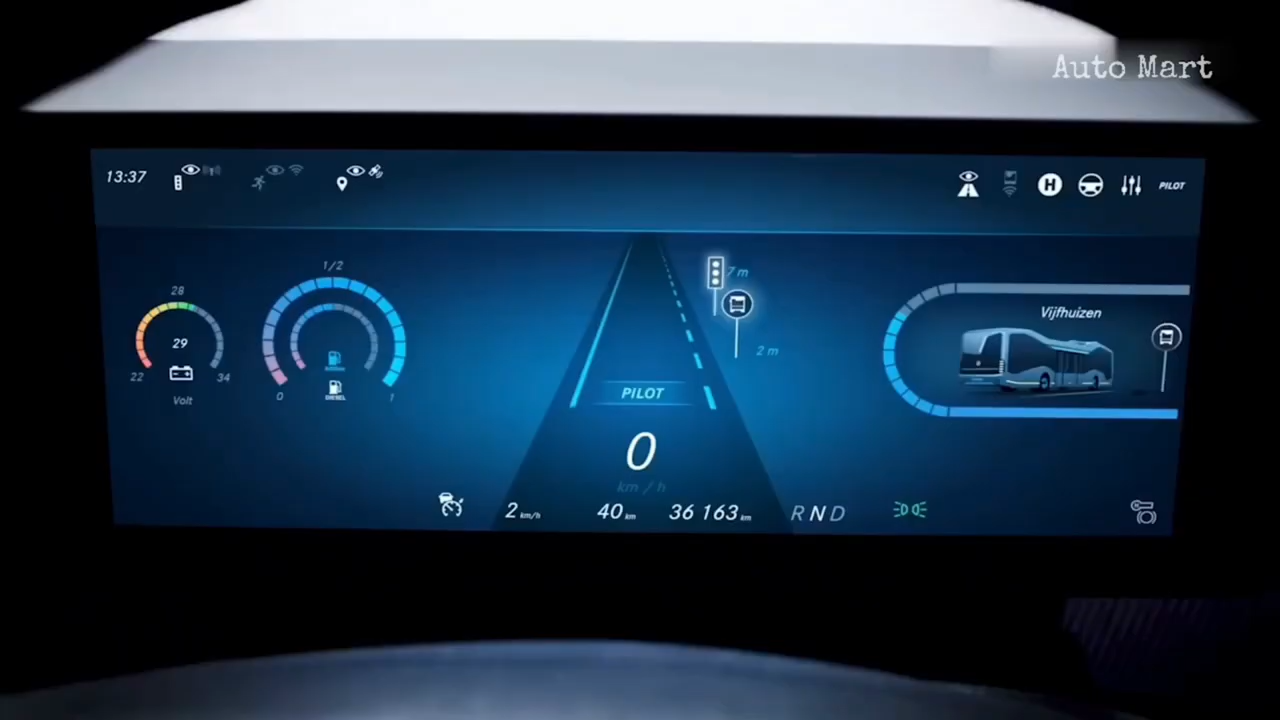 Auto Mart
13:37
H
PILOT
1/2
28
29
22
34
Volt
0
DIESEL
1
7 m
2 m
PILOT
0
km / h
2 km/h
40 km
36 163 km
R N D
Vijfhuizen